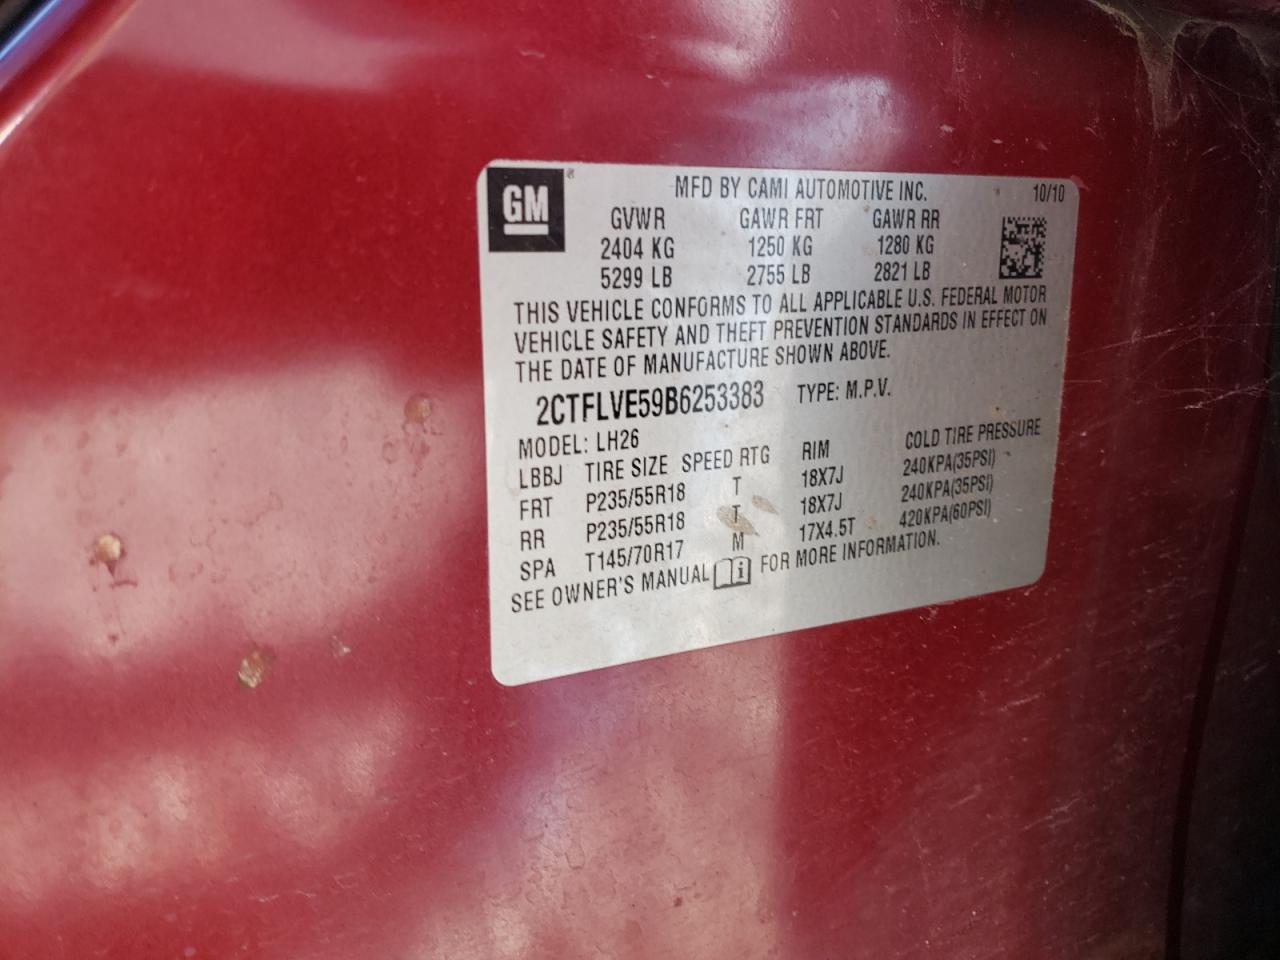 GM
MFD BY CAMI AUTOMOTIVE INC. 10/10
GVWR GAWR FRT GAWR RR
2404 KG 1250 KG 1280 KG
5299 LB 2755 LB 2821 LB
THIS VEHICLE CONFORMS TO ALL APPLICABLE U.S. FEDERAL MOTOR
VEHICLE SAFETY AND THEFT PREVENTION STANDARDS IN EFFECT ON
THE DATE OF MANUFACTURE SHOWN ABOVE.
2CTFLVE59B6253383 TYPE: M.P.V.
MODEL: LH26
LBBJ TIRE SIZE SPEED RTG RIM COLD TIRE PRESSURE
FRT P235/55R18 T 18X7J 240KPA(35PSI)
RR P235/55R18 T 18X7J 240KPA(35PSI)
SPA T145/70R17 M 17X4.5T 420KPA(60PSI)
SEE OWNER'S MANUAL FOR MORE INFORMATION.